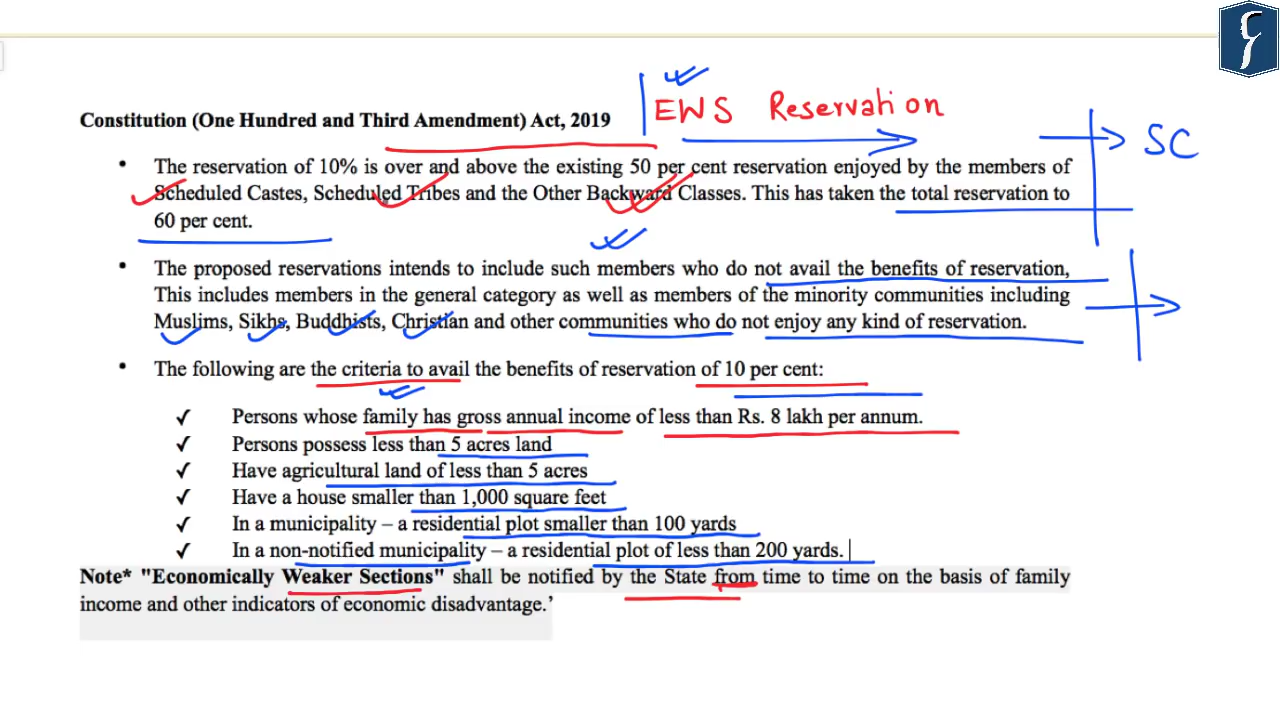 EWS Reservation
Constitution (One Hundred and Third Amendment) Act, 2019
SC
• The reservation of 10% is over and above the existing 50 per cent reservation enjoyed by the members of
Scheduled Castes, Scheduled Tribes and the Other Backward Classes. This has taken the total reservation to
60 per cent.
• The proposed reservations intends to include such members who do not avail the benefits of reservation,
This includes members in the general category as well as members of the minority communities including
Muslims, Sikhs, Buddhists, Christian and other communities who do not enjoy any kind of reservation.
• The following are the criteria to avail the benefits of reservation of 10 per cent:
✓ Persons whose family has gross annual income of less than Rs. 8 lakh per annum.
✓ Persons possess less than 5 acres land
✓ Have agricultural land of less than 5 acres
✓ Have a house smaller than 1,000 square feet
✓ In a municipality – a residential plot smaller than 100 yards
✓ In a non-notified municipality – a residential plot of less than 200 yards.
Note* "Economically Weaker Sections" shall be notified by the State from time to time on the basis of family
income and other indicators of economic disadvantage.’